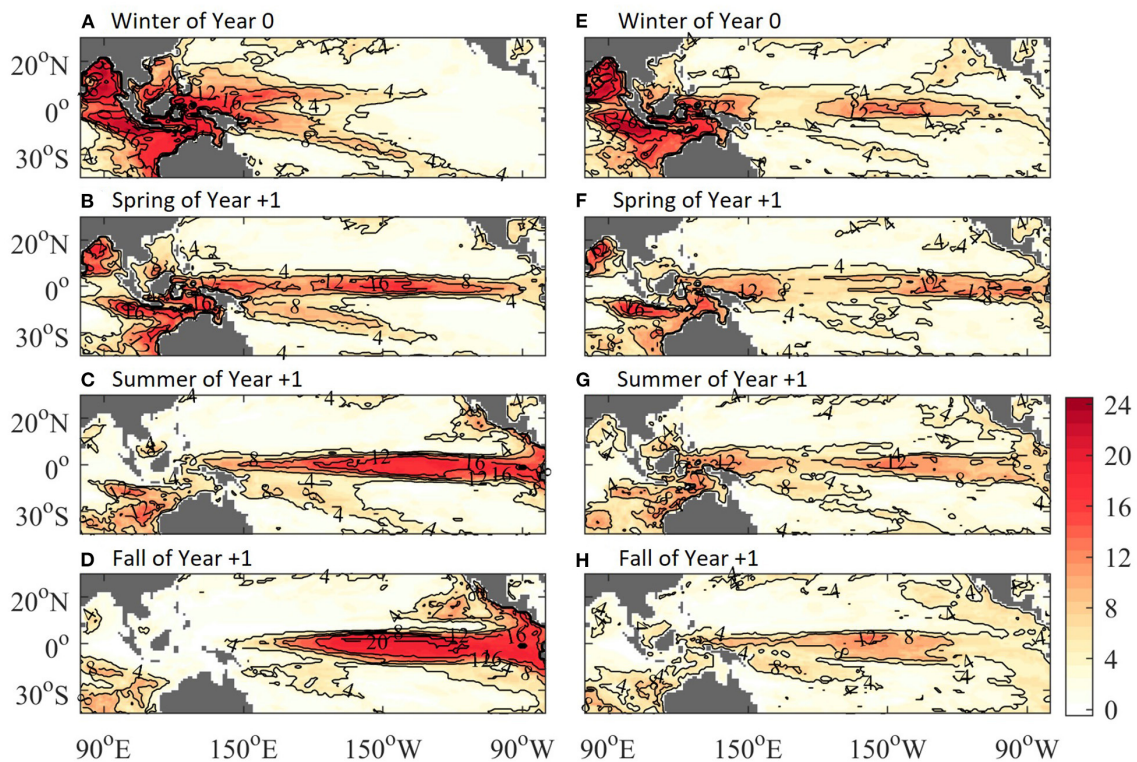 A Winter of Year 0
E Winter of Year 0
20°N
0°
30°S
B Spring of Year +1
F Spring of Year +1
20°N
0°
30°S
C Summer of Year +1
G Summer of Year +1
20°N
0°
30°S
24
20
16
12
8
4
0
D Fall of Year +1
H Fall of Year +1
20°N
0°
30°S
90°E 150°E 150°W 90°W 90°E 150°E 150°W 90°W